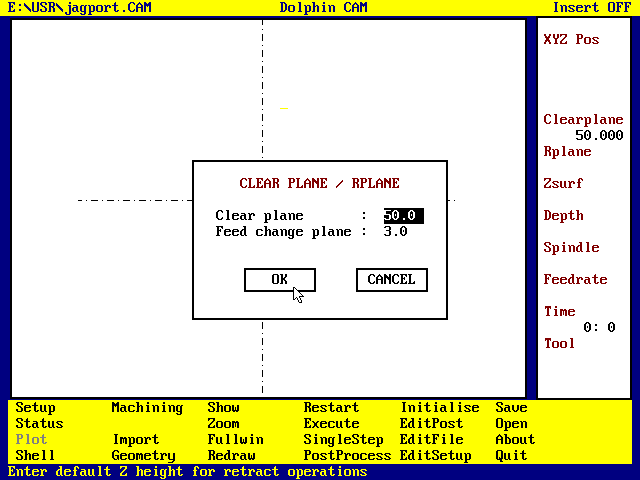 E:\USR\jagport.CAM Dolphin CAM Insert OFF
XYZ Pos
Clearplane
50.000
Rplane
Zsurf
Depth
Spindle
Feedrate
Time
0: 0
Tool
CLEAR PLANE / RPLANE
Clear plane : 50.0
Feed change plane : 3.0
OK CANCEL
Setup Machining Show Restart Initialise Save
Status Zoom Execute EditPost Open
Plot Import Fullwin SingleStep EditFile About
Shell Geometry Redraw PostProcess EditSetup Quit
Enter default Z height for retract operations